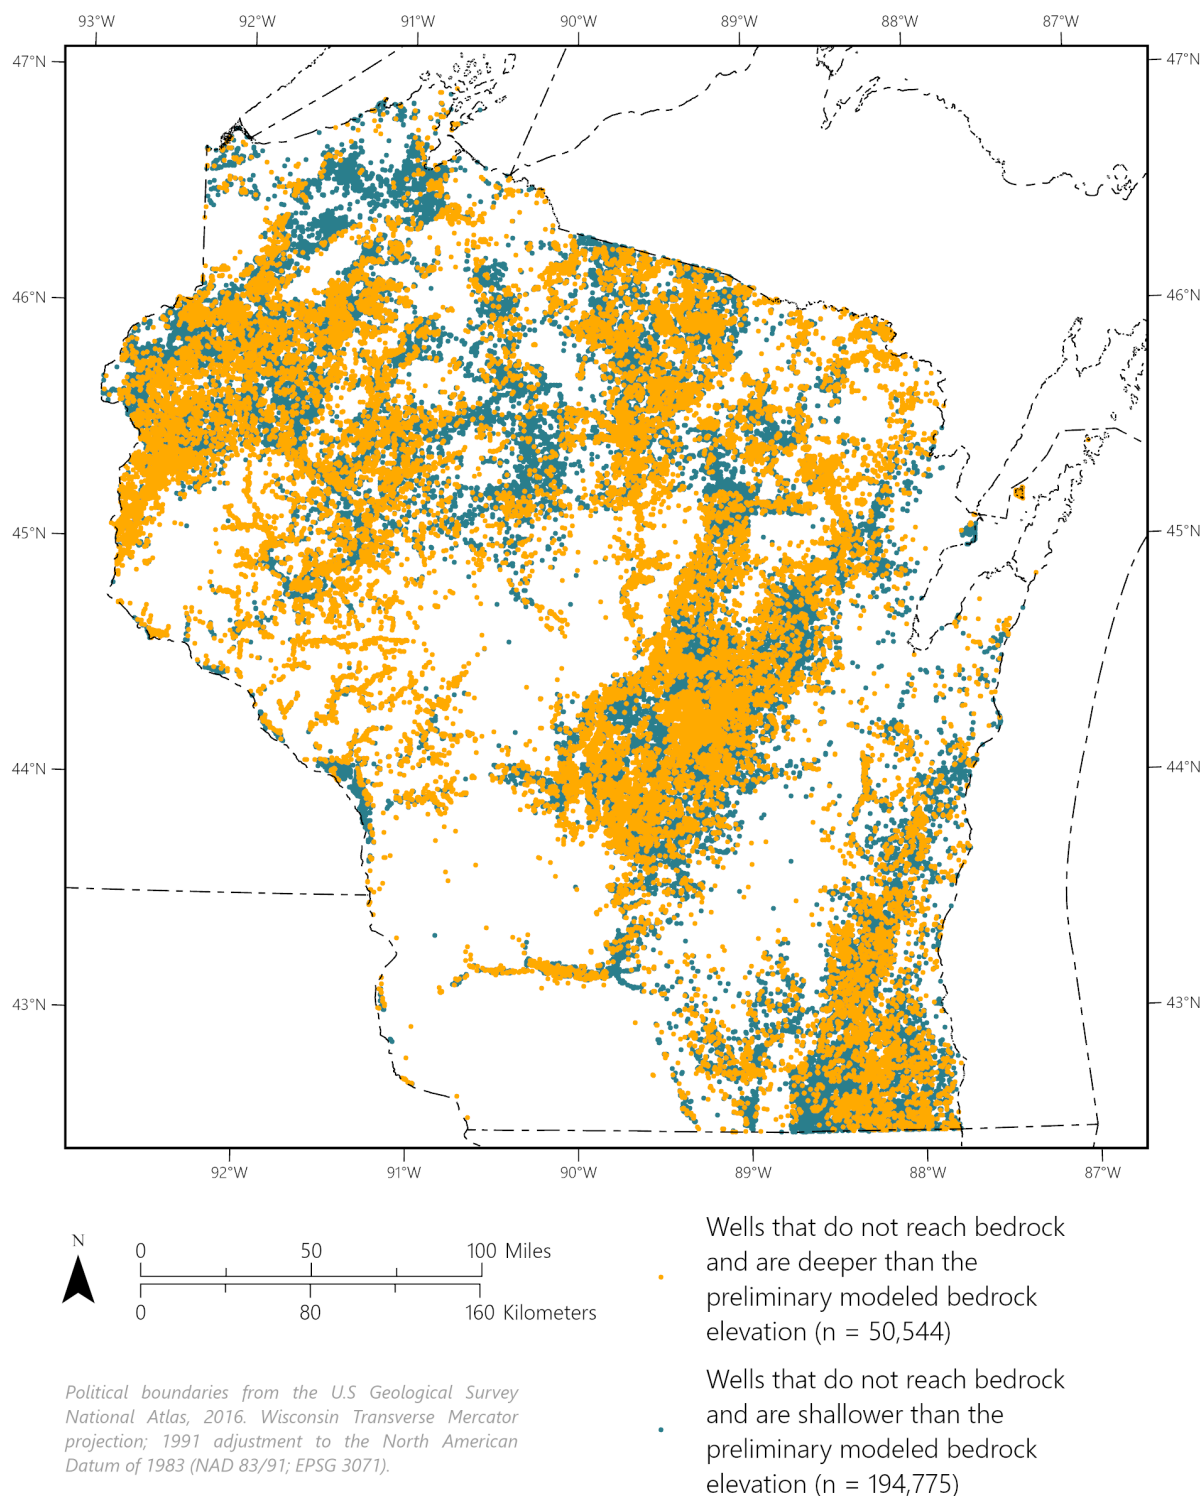 93°W 92°W 91°W 90°W 89°W 88°W 87°W
47°N 47°N
46°N 46°N
45°N 45°N
44°N 44°N
43°N 43°N
92°W 91°W 90°W 89°W 88°W 87°W
N
0 50 100 Miles
0 80 160 Kilometers
Political boundaries from the U.S Geological Survey
National Atlas, 2016. Wisconsin Transverse Mercator
projection; 1991 adjustment to the North American
Datum of 1983 (NAD 83/91; EPSG 3071).
Wells that do not reach bedrock
and are deeper than the
preliminary modeled bedrock
elevation (n = 50,544)
Wells that do not reach bedrock
and are shallower than the
preliminary modeled bedrock
elevation (n = 194,775)